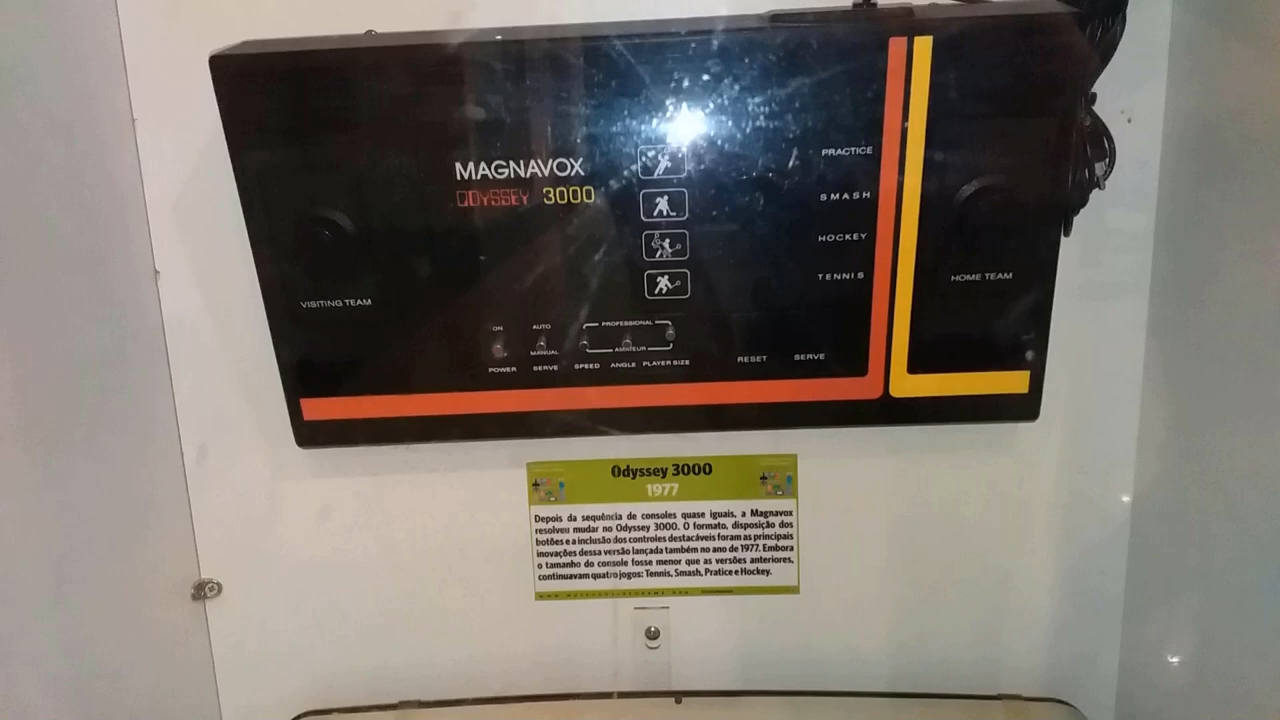 MAGNAVOX
ODYSSEY 3000
PRACTICE
SMASH
HOCKEY
TENNIS
VISITING TEAM
HOME TEAM
ON
AUTO
PROFESSIONAL
MANUAL
AMATEUR
POWER
SERVE
SPEED
ANGLE
PLAYER SIZE
RESET
SERVE
Odyssey 3000
1977
Depois da sequência de consoles quase iguais, a Magnavox
resolveu mudar no Odyssey 3000. O formato, disposição dos
botões e a inclusão dos controles destacáveis foram as principais
inovações dessa versão lançada também no ano de 1977. Embora
o tamanho do console fosse menor que as versões anteriores,
continuavam quatro jogos: Tennis, Smash, Pratice e Hockey.